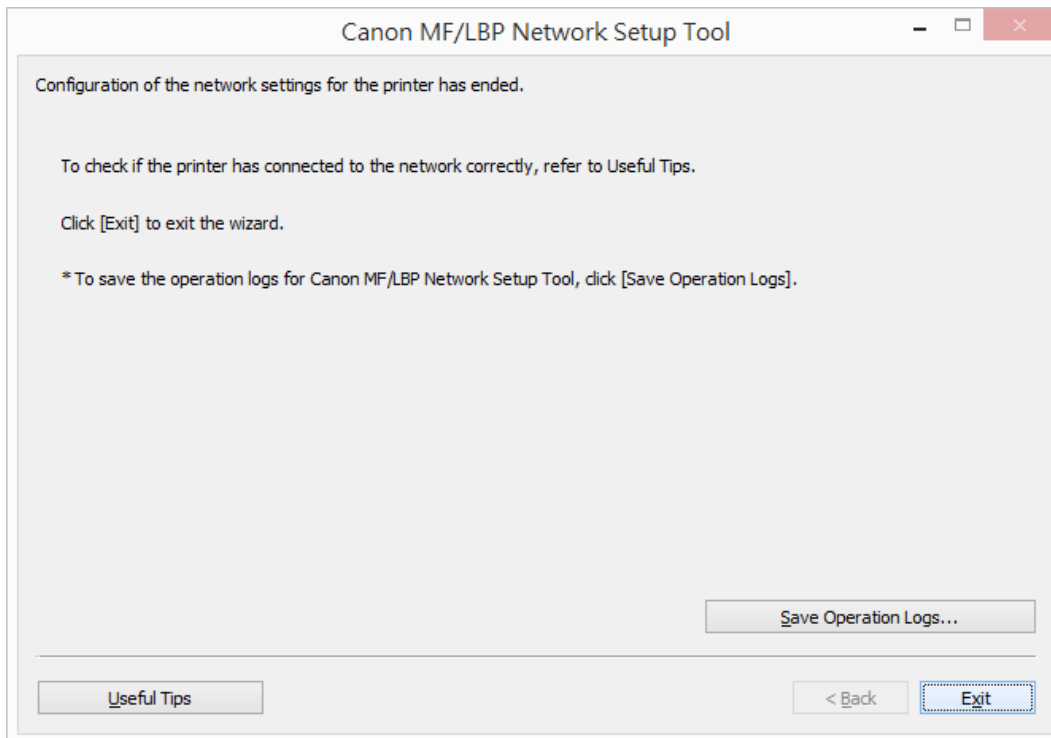 Canon MF/LBP Network Setup Tool
Configuration of the network settings for the printer has ended.
To check if the printer has connected to the network correctly, refer to Useful Tips.
Click [Exit] to exit the wizard.
* To save the operation logs for Canon MF/LBP Network Setup Tool, click [Save Operation Logs].
Save Operation Logs...
Useful Tips
< Back
Exit